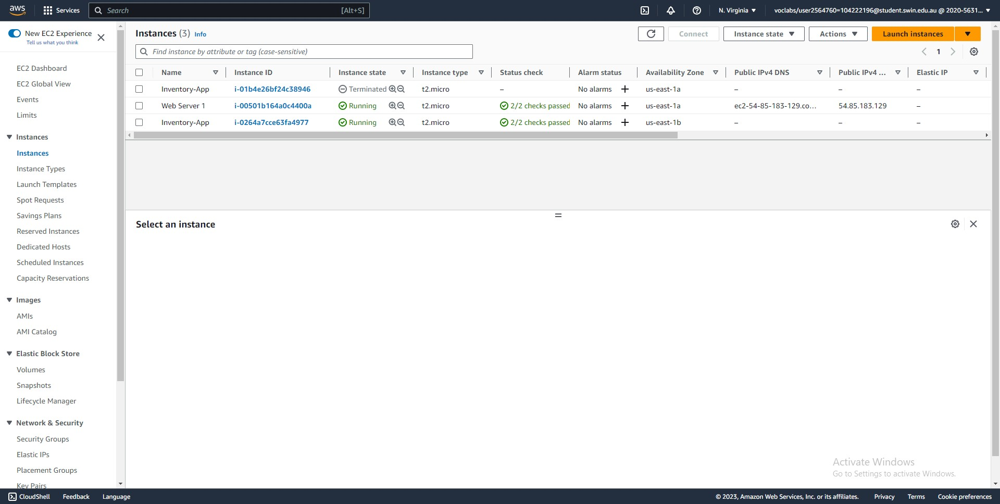 aws
Services
Search
[Alt+S]
N. Virginia
voclabs/user2564760=104222196@student.swin.edu.au @ 2020-5631...
New EC2 Experience
Tell us what you think
EC2 Dashboard
EC2 Global View
Events
Limits
Instances
Instances
Instance Types
Launch Templates
Spot Requests
Savings Plans
Reserved Instances
Dedicated Hosts
Scheduled Instances
Capacity Reservations
Images
AMIs
AMI Catalog
Elastic Block Store
Volumes
Snapshots
Lifecycle Manager
Network & Security
Security Groups
Elastic IPs
Placement Groups
Key Pairs
Instances (3) Info
Connect
Instance state
Actions
Launch instances
Find instance by attribute or tag (case-sensitive)
1
Name Instance ID Instance state Instance type Status check Alarm status Availability Zone Public IPv4 DNS Public IPv4 ... Elastic IP
Inventory-App i-01b4e26bf24c38946 Terminated t2.micro – No alarms + us-east-1a – – –
Web Server 1 i-00501b164a0c4400a Running t2.micro 2/2 checks passed No alarms + us-east-1a ec2-54-85-183-129.co... 54.85.183.129 –
Inventory-App i-0264a7cce63fa4977 Running t2.micro 2/2 checks passed No alarms + us-east-1b – – –
Select an instance
Activate Windows
Go to Settings to activate Windows.
CloudShell Feedback Language
© 2023, Amazon Web Services, Inc. or its affiliates. Privacy Terms Cookie preferences